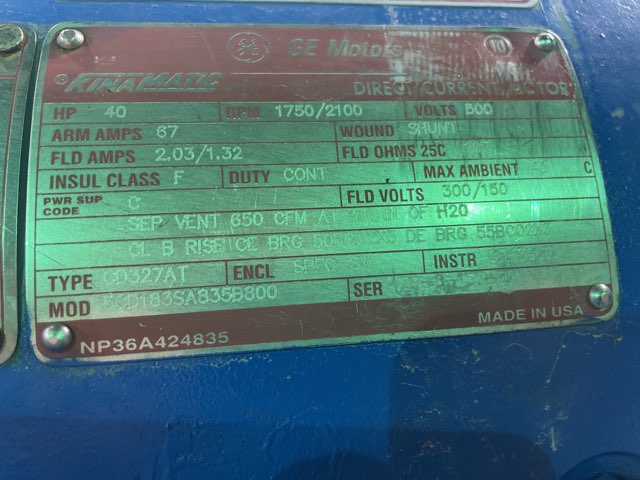 GE Motors
10
KINAMATIC
DIRECT CURRENT MOTOR
HP 40 RPM 1750/2100 VOLTS 500
ARM AMPS 67 WOUND SHUNT
FLD AMPS 2.03/1.32 FLD OHMS 25C
INSUL CLASS F DUTY CONT MAX AMBIENT C
PWR SUP CODE C FLD VOLTS 300/150
SEP VENT 650 CFM AT OF H20
CL B RISE OE BRG DE BRG 55BC02X3
TYPE CD327AT ENCL INSTR
MOD SER
NP36A424835 MADE IN USA